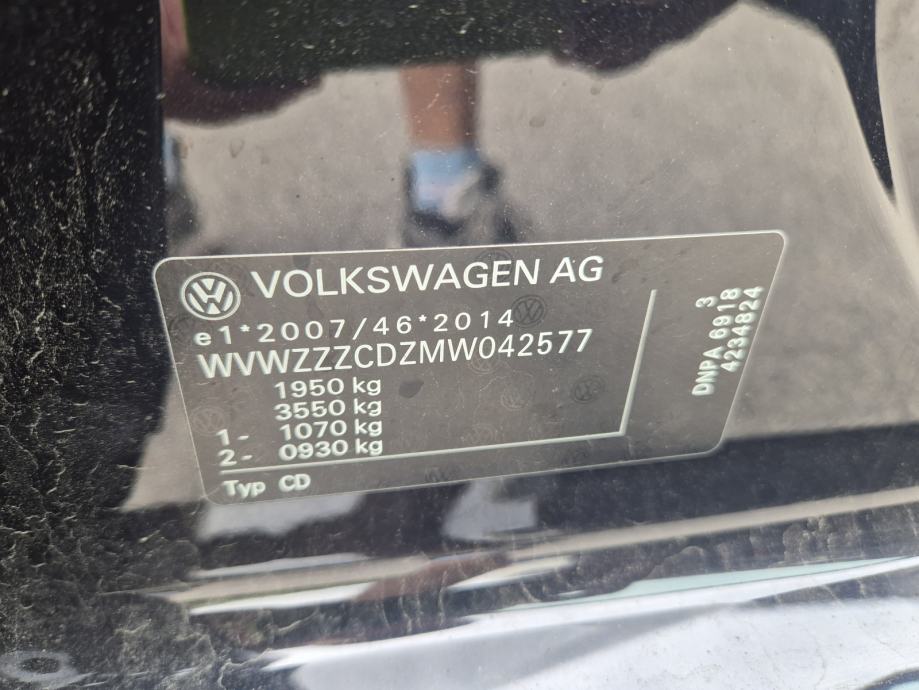 VOLKSWAGEN AG
e1*2007/46*2014
WVWZZZCDZMW042577
1950 kg
3550 kg
1- 1070 kg
2- 0930 kg
Typ CD
3
DNPA 6918
4234824